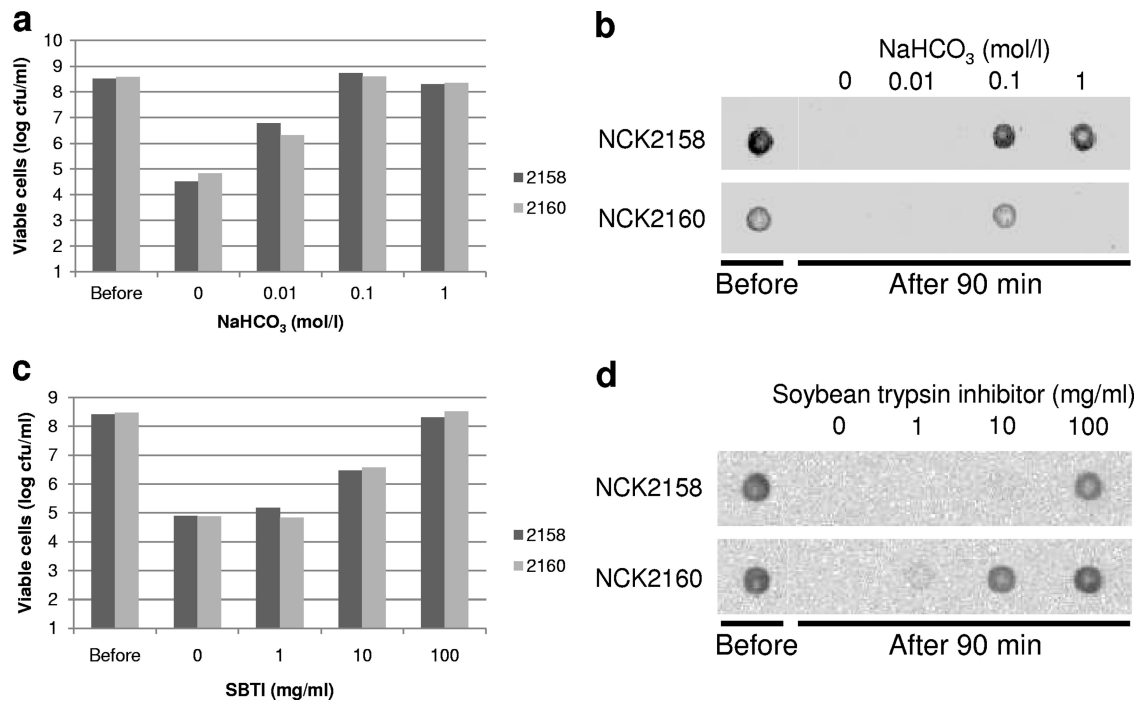 a
10
9
8
7
6
5
4
3
2
1
Viable cells (log cfu/ml)
Before 0 0.01 0.1 1
NaHCO₃ (mol/l)
2158
2160
b
NaHCO₃ (mol/l)
0 0.01 0.1 1
NCK2158
NCK2160
Before After 90 min
c
9
8
7
6
5
4
3
2
1
Viable cells (log cfu/ml)
Before 0 1 10 100
SBTI (mg/ml)
2158
2160
d
Soybean trypsin inhibitor (mg/ml)
0 1 10 100
NCK2158
NCK2160
Before After 90 min